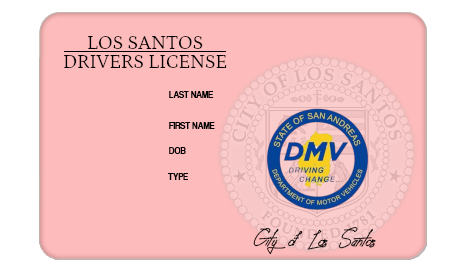 LOS SANTOS
DRIVERS LICENSE
LAST NAME
FIRST NAME
DOB
TYPE
CITY OF LOS SANTOS
STATE OF SAN ANDREAS
DMV
DRIVING
CHANGE...
DEPARTMENT OF MOTOR VEHICLES
City of Los Santos